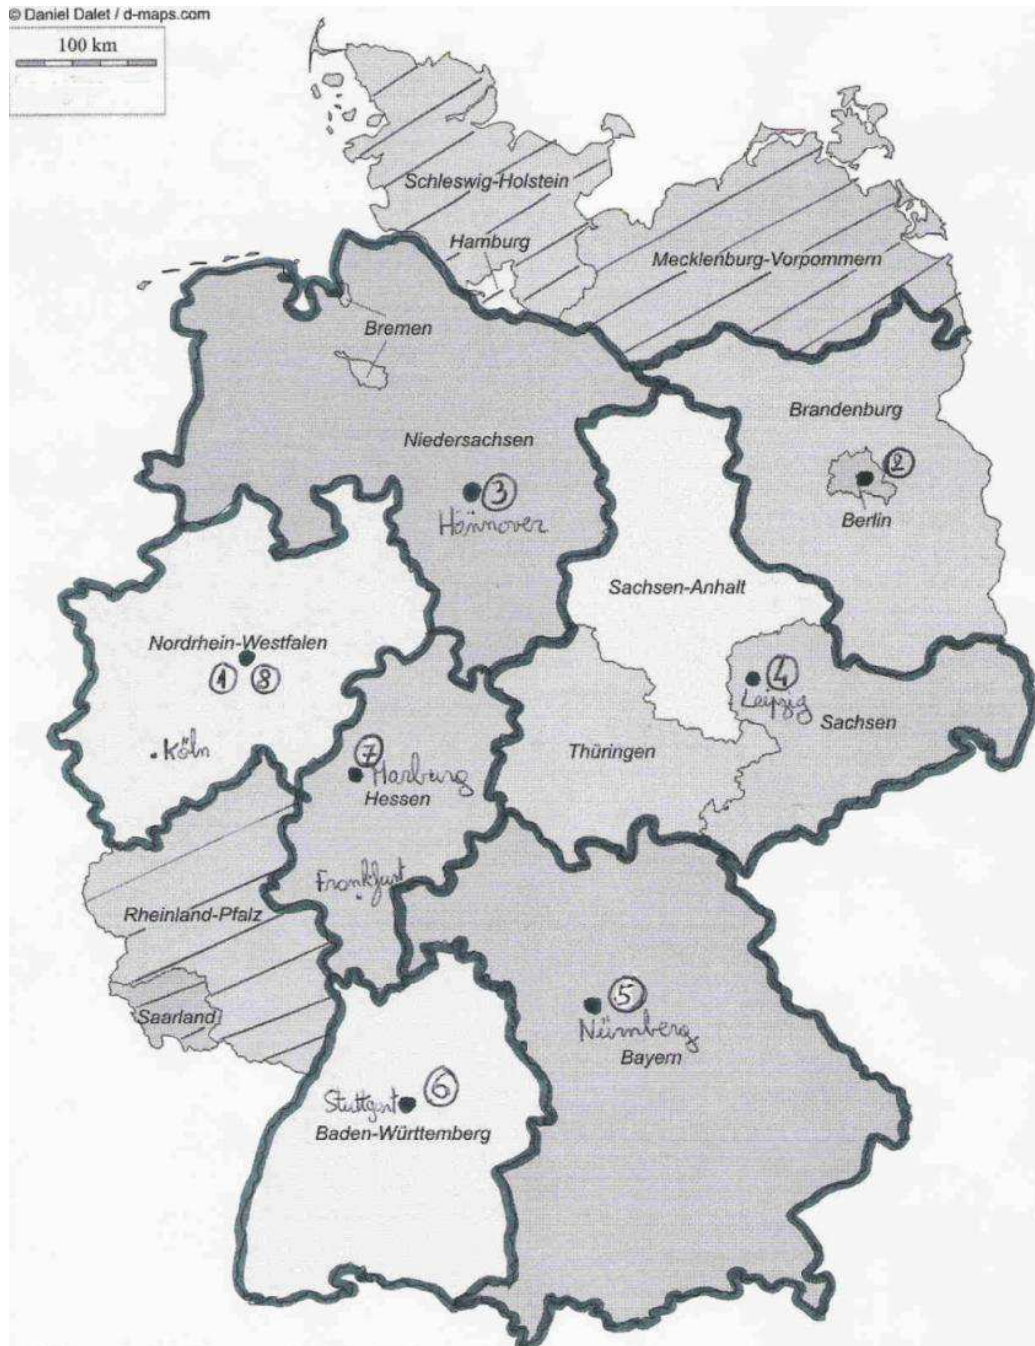 © Daniel Dalet / d-maps.com
100 km
Schleswig-Holstein
Hamburg
Mecklenburg-Vorpommern
Bremen
Brandenburg
Niedersachsen
3
2
Hännover
Berlin
Sachsen-Anhalt
Nordrhein-Westfalen
1 8
4
Leipzig
Sachsen
Köln
Thüringen
7
Marburg
Hessen
Frankfurt
Rheinland-Pfalz
Saarland
5
Nürnberg
Bayern
6
Stuttgart
Baden-Württemberg